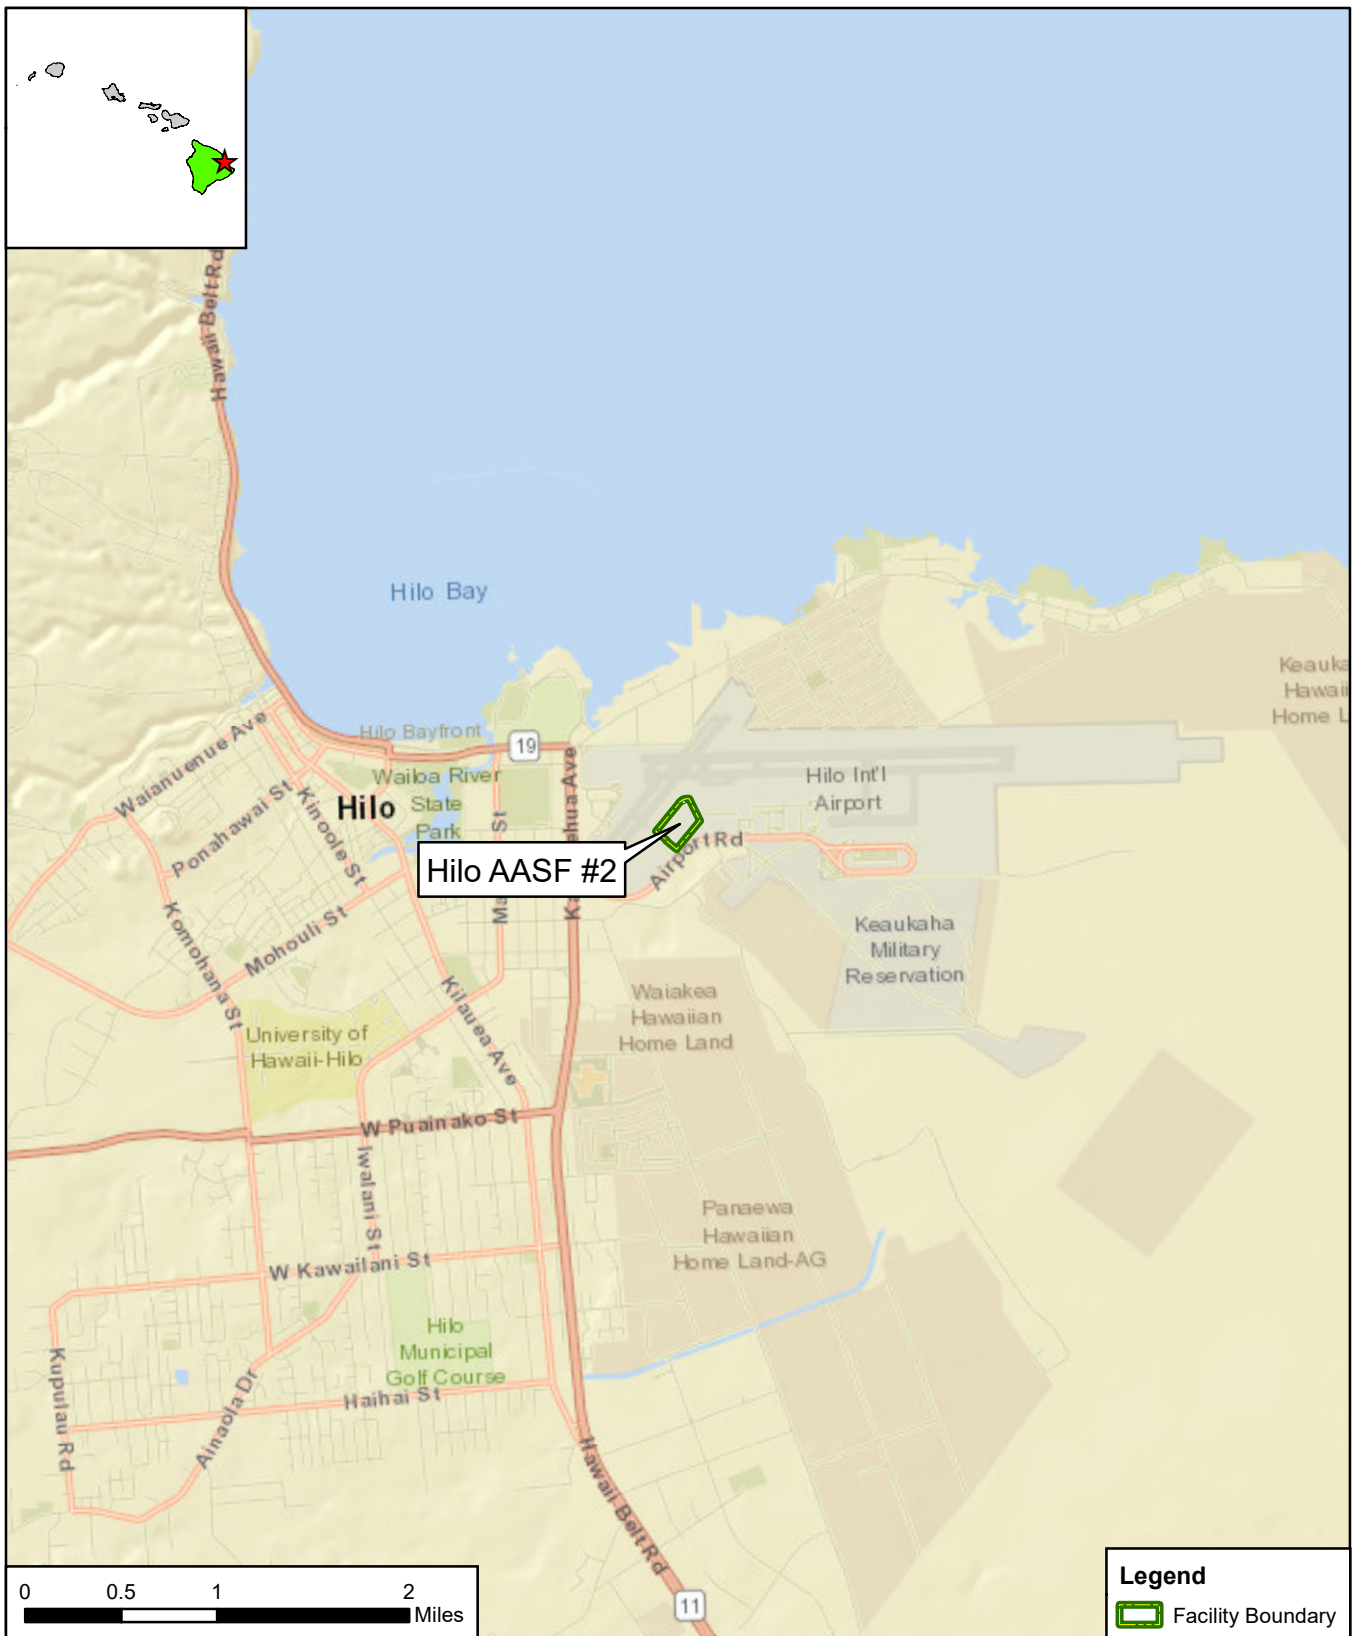 Hawaii Belt Rd
Hilo Bay
Keauka
Hawaii
Home L
Waianuenue Ave
Hilo Bayfront
19
Wailoa River
State
Park
Hilo
Ponahawai St
Kinoole St
Hilo Int'l
Airport
Hilo AASF #2
Airport Rd
Keaukaha
Military
Reservation
Komohana St
Mohouli St
Kilauea Ave
Waiakea
Hawaiian
Home Land
University of
Hawaii-Hilo
W Puainako St
Iwalani St
Panaewa
Hawaiian
Home Land-AG
W Kawailani St
Hilo
Municipal
Golf Course
Kupulau Rd
Ainaola Dr
Haihai St
Hawaii Belt Rd
11
0 0.5 1 2
Miles
Legend
Facility Boundary